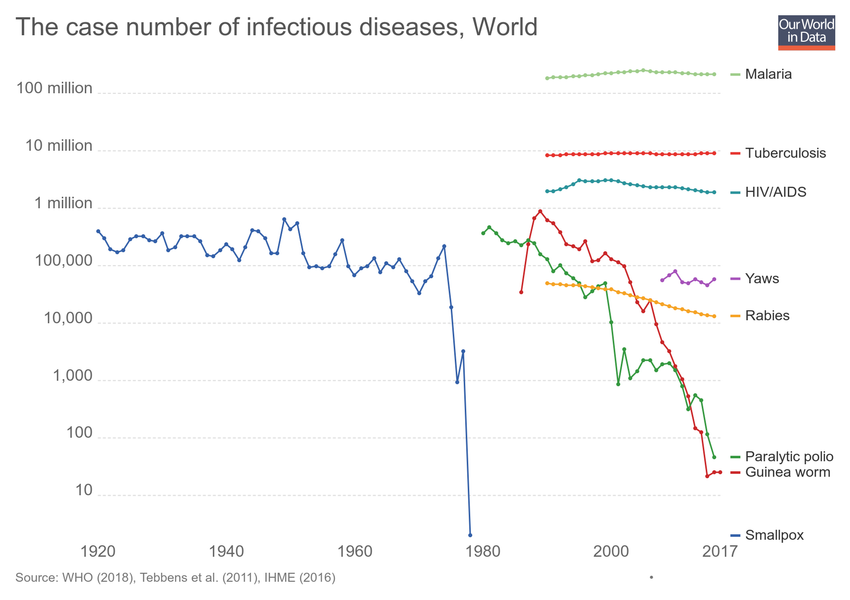 The case number of infectious diseases, World
Our World
in Data
100 million
10 million
1 million
100,000
10,000
1,000
100
10
Malaria
Tuberculosis
HIV/AIDS
Yaws
Rabies
Paralytic polio
Guinea worm
Smallpox
1920 1940 1960 1980 2000 2017
Source: WHO (2018), Tebbens et al. (2011), IHME (2016)